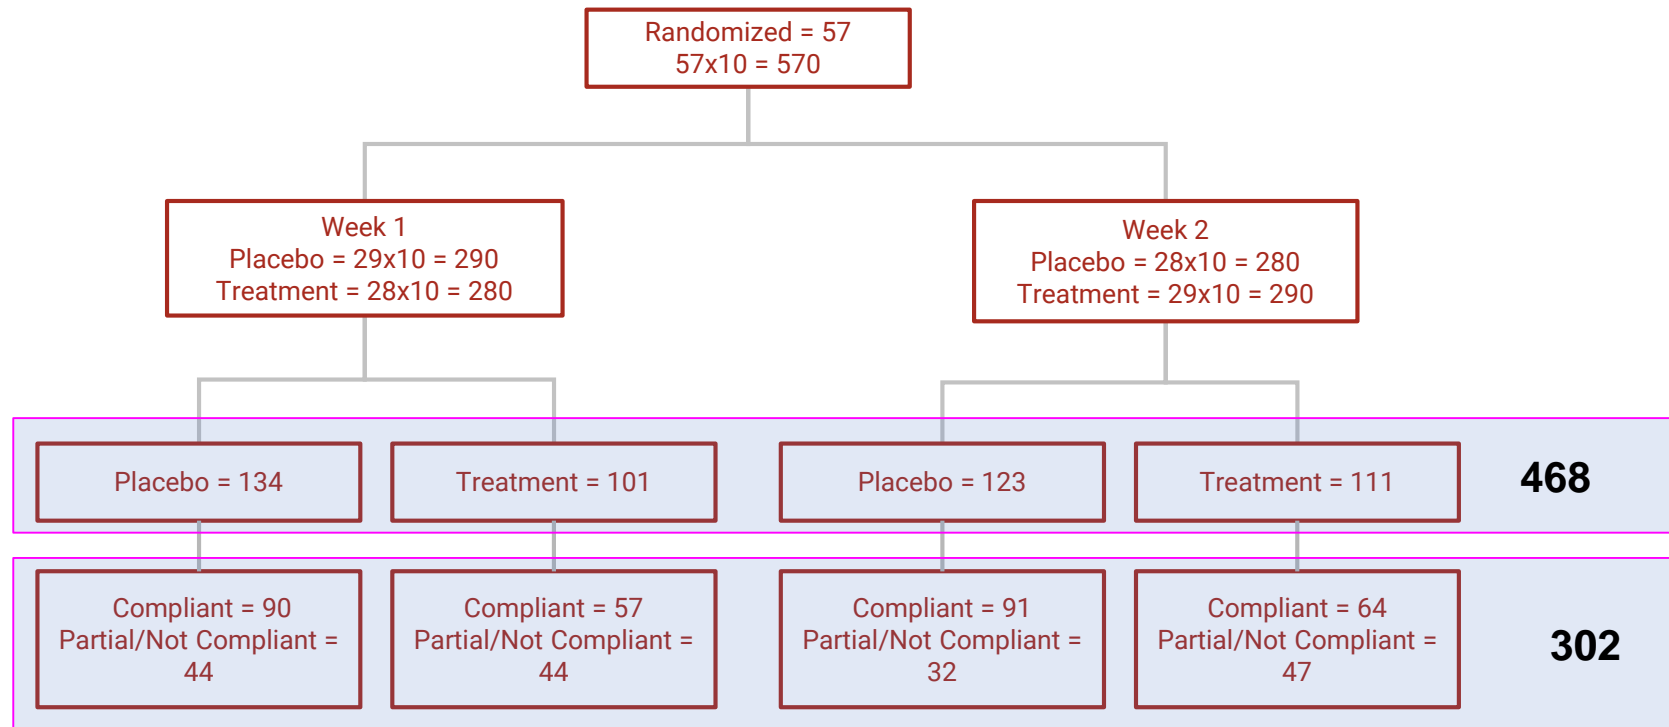 Randomized = 57
57x10 = 570
Week 1
Placebo = 29x10 = 290
Treatment = 28x10 = 280
Week 2
Placebo = 28x10 = 280
Treatment = 29x10 = 290
Placebo = 134
Treatment = 101
Placebo = 123
Treatment = 111
468
Compliant = 90
Partial/Not Compliant =
44
Compliant = 57
Partial/Not Compliant =
44
Compliant = 91
Partial/Not Compliant =
32
Compliant = 64
Partial/Not Compliant =
47
302